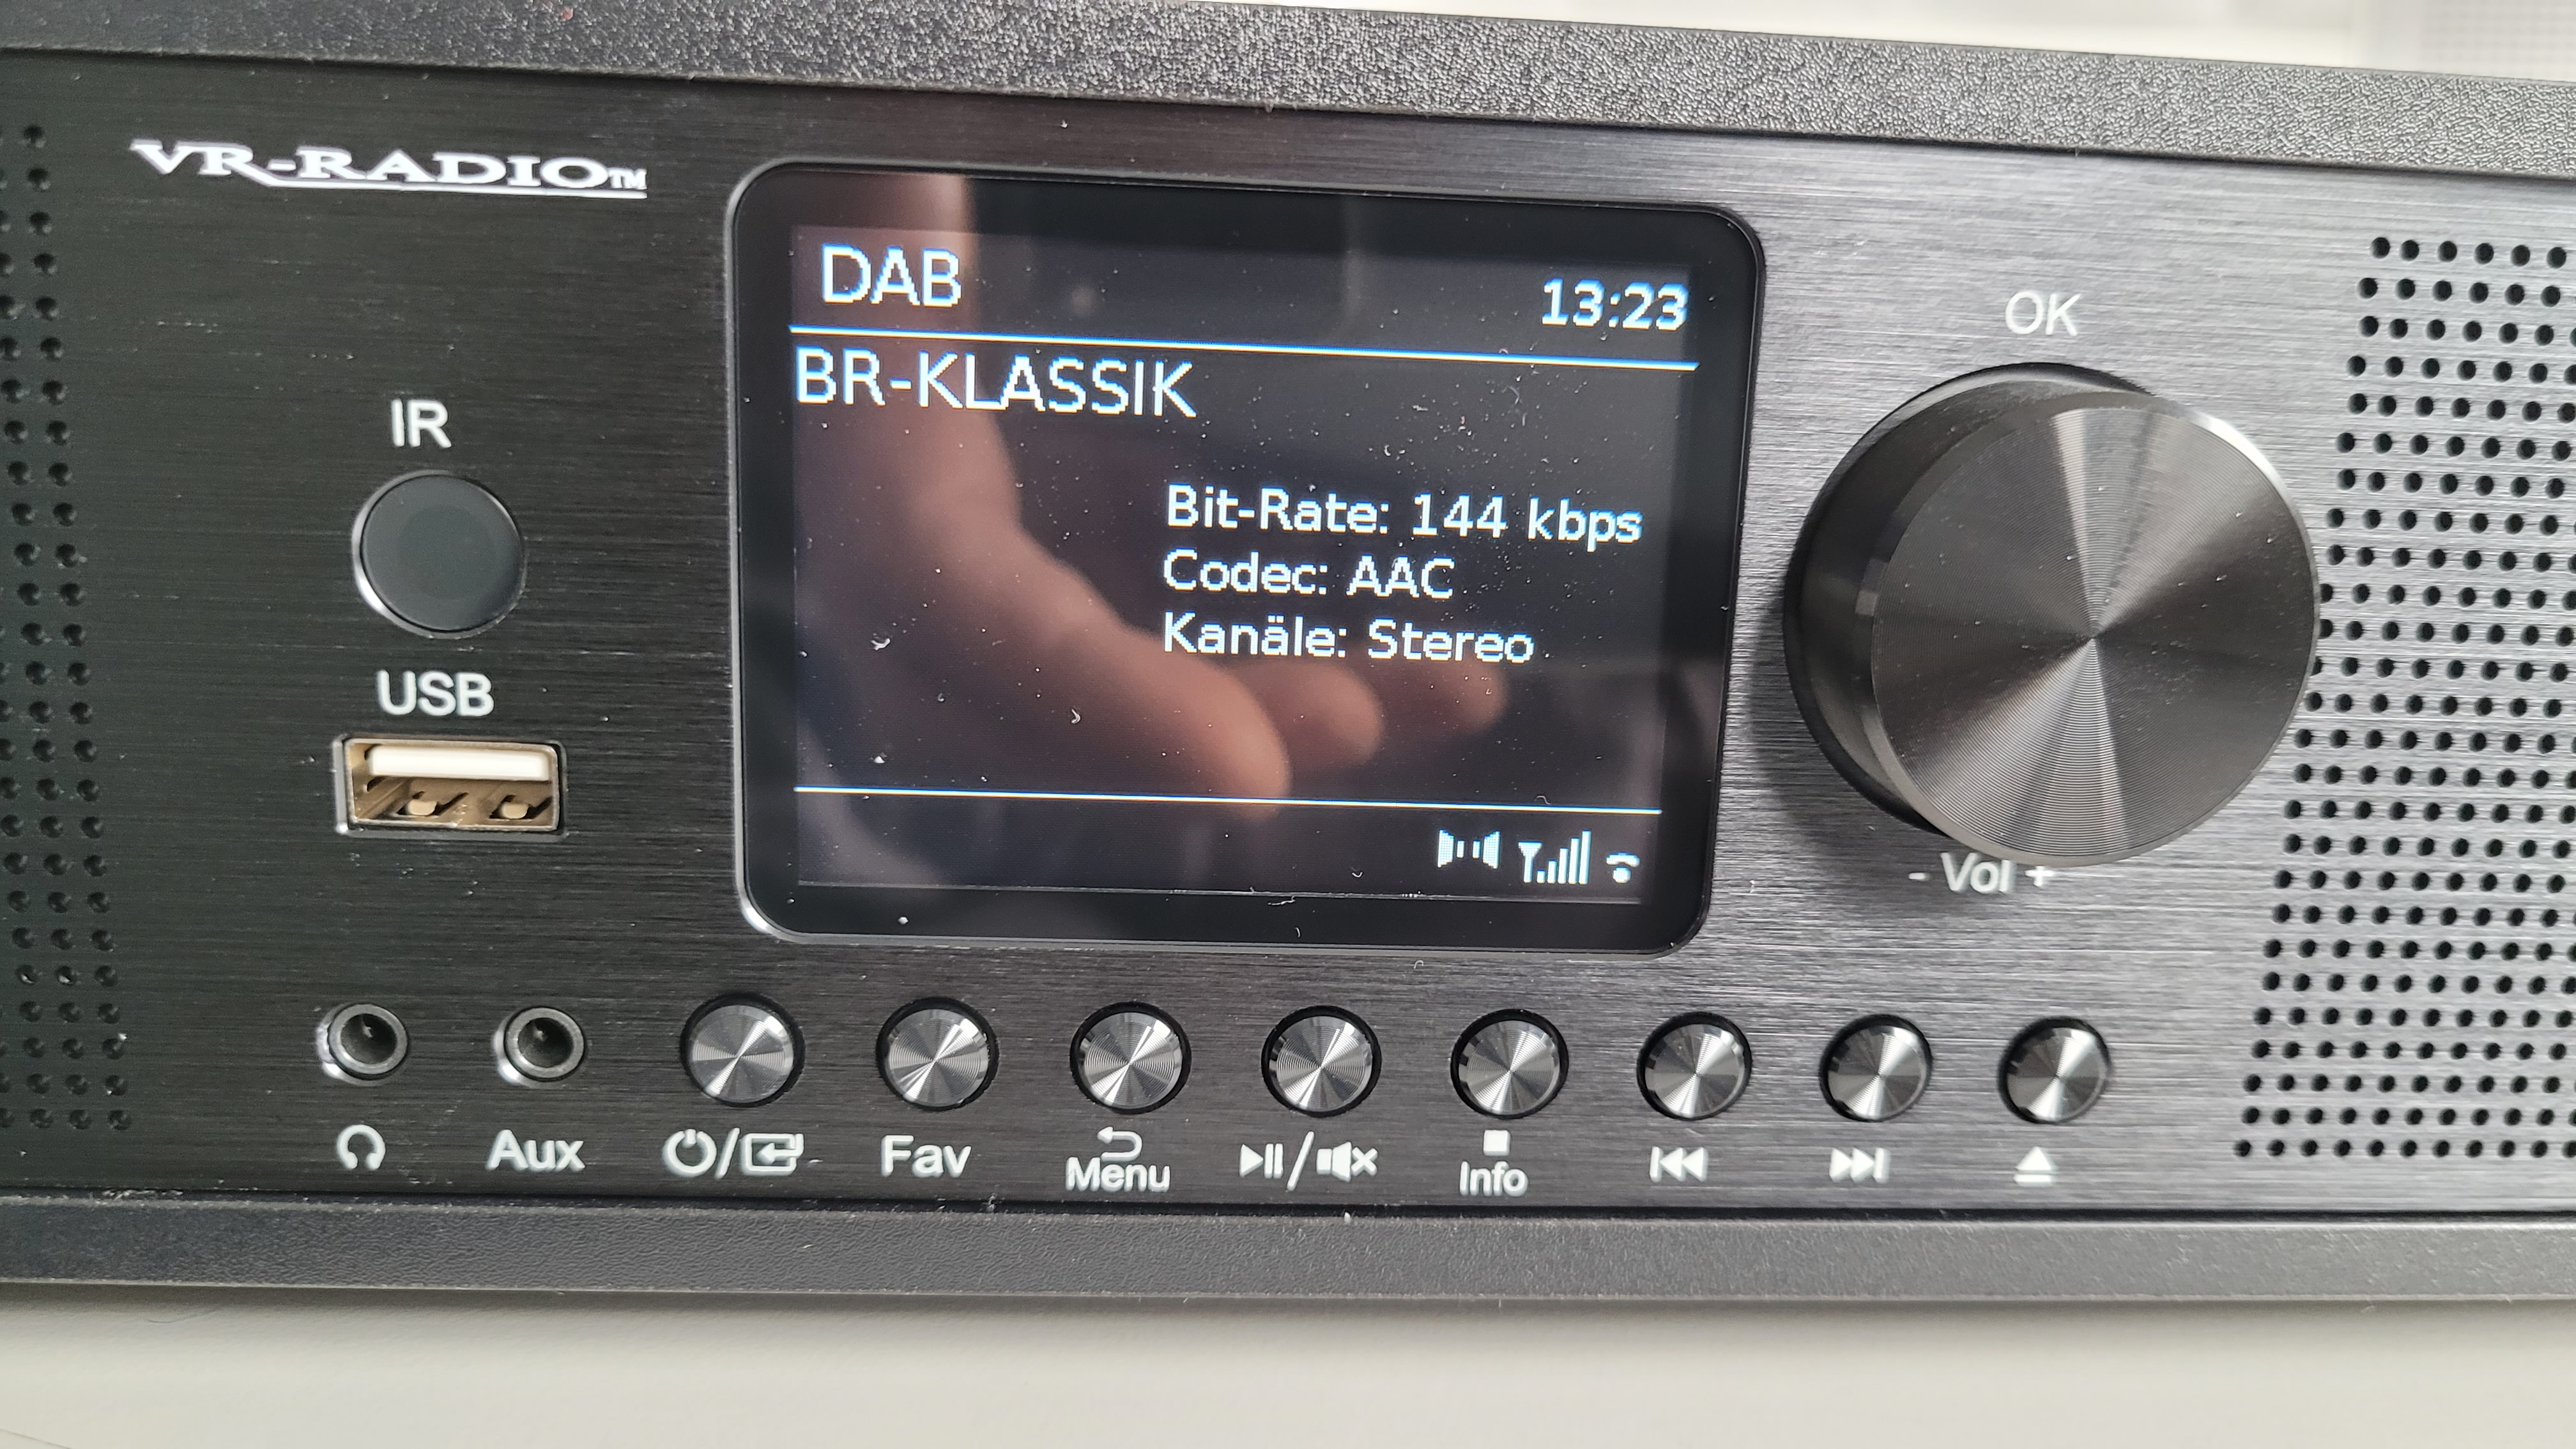 VR-RADIO™
DAB
13:23
BR-KLASSIK
Bit-Rate: 144 kbps
Codec: AAC
Kanäle: Stereo
IR
USB
OK
- Vol +
Aux
Fav
Menu
Info